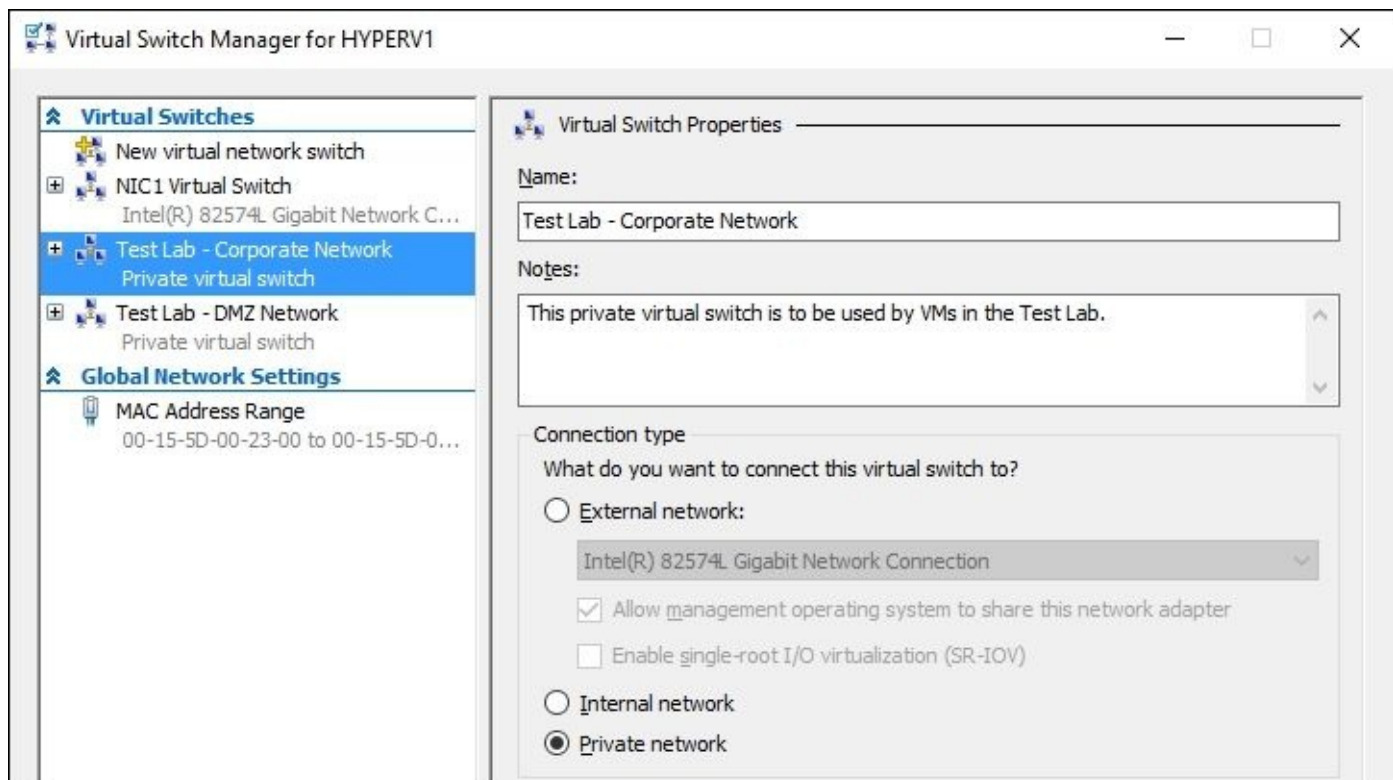 Virtual Switch Manager for HYPERV1
Virtual Switches
New virtual network switch
NIC1 Virtual Switch
Intel(R) 82574L Gigabit Network C...
Test Lab - Corporate Network
Private virtual switch
Test Lab - DMZ Network
Private virtual switch
Global Network Settings
MAC Address Range
00-15-5D-00-23-00 to 00-15-5D-0...
Virtual Switch Properties
Name:
Test Lab - Corporate Network
Notes:
This private virtual switch is to be used by VMs in the Test Lab.
Connection type
What do you want to connect this virtual switch to?
External network:
Intel(R) 82574L Gigabit Network Connection
Allow management operating system to share this network adapter
Enable single-root I/O virtualization (SR-IOV)
Internal network
Private network